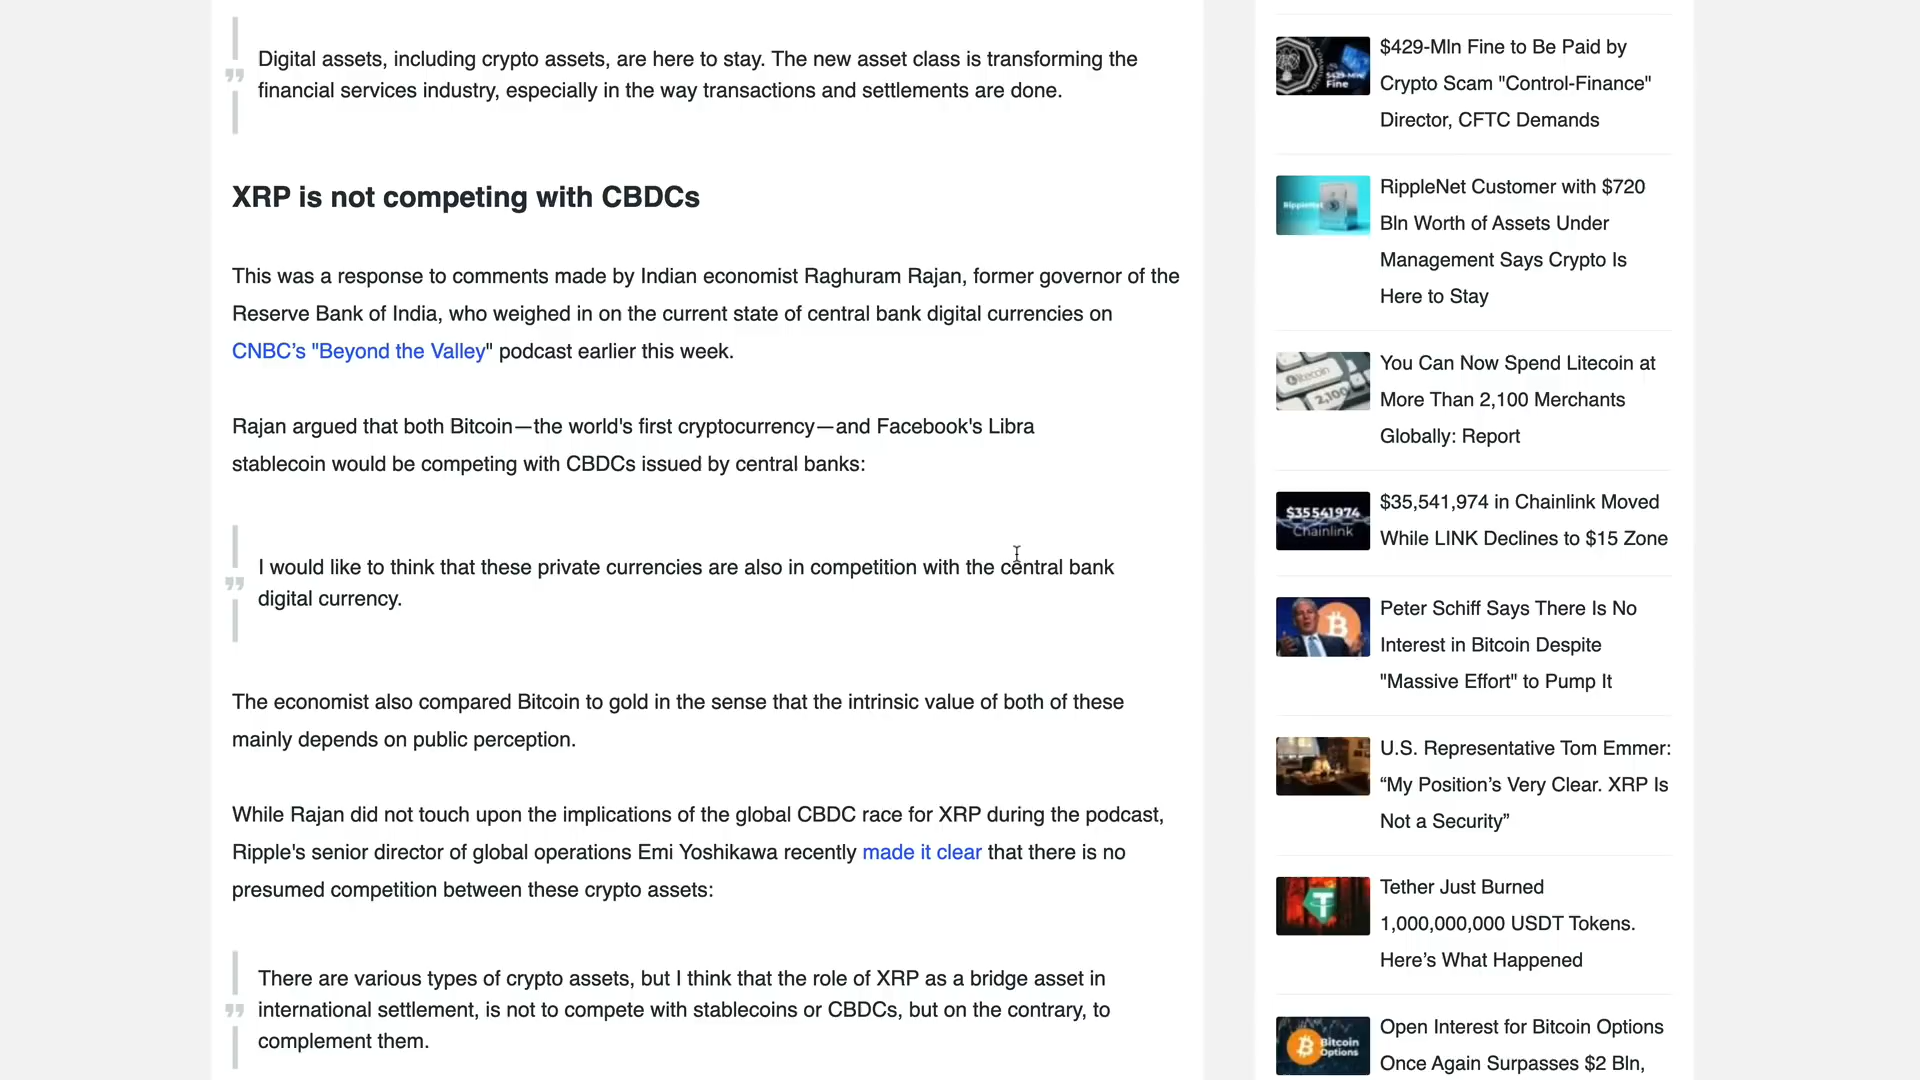 Digital assets, including crypto assets, are here to stay. The new asset class is transforming the
financial services industry, especially in the way transactions and settlements are done.
XRP is not competing with CBDCs
This was a response to comments made by Indian economist Raghuram Rajan, former governor of the
Reserve Bank of India, who weighed in on the current state of central bank digital currencies on
CNBC’s "Beyond the Valley" podcast earlier this week.
Rajan argued that both Bitcoin—the world's first cryptocurrency—and Facebook's Libra
stablecoin would be competing with CBDCs issued by central banks:
I would like to think that these private currencies are also in competition with the central bank
digital currency.
The economist also compared Bitcoin to gold in the sense that the intrinsic value of both of these
mainly depends on public perception.
While Rajan did not touch upon the implications of the global CBDC race for XRP during the podcast,
Ripple's senior director of global operations Emi Yoshikawa recently made it clear that there is no
presumed competition between these crypto assets:
There are various types of crypto assets, but I think that the role of XRP as a bridge asset in
international settlement, is not to compete with stablecoins or CBDCs, but on the contrary, to
complement them.
$429-Mln
Fine
$429-Mln Fine to Be Paid by
Crypto Scam "Control-Finance"
Director, CFTC Demands
RippleNet
RippleNet Customer with $720
Bln Worth of Assets Under
Management Says Crypto Is
Here to Stay
litecoin
2,100
You Can Now Spend Litecoin at
More Than 2,100 Merchants
Globally: Report
$35541974
Chainlink
$35,541,974 in Chainlink Moved
While LINK Declines to $15 Zone
Peter Schiff Says There Is No
Interest in Bitcoin Despite
"Massive Effort" to Pump It
U.S. Representative Tom Emmer:
“My Position’s Very Clear. XRP Is
Not a Security”
Tether Just Burned
1,000,000,000 USDT Tokens.
Here’s What Happened
Bitcoin
Options
Open Interest for Bitcoin Options
Once Again Surpasses $2 Bln,